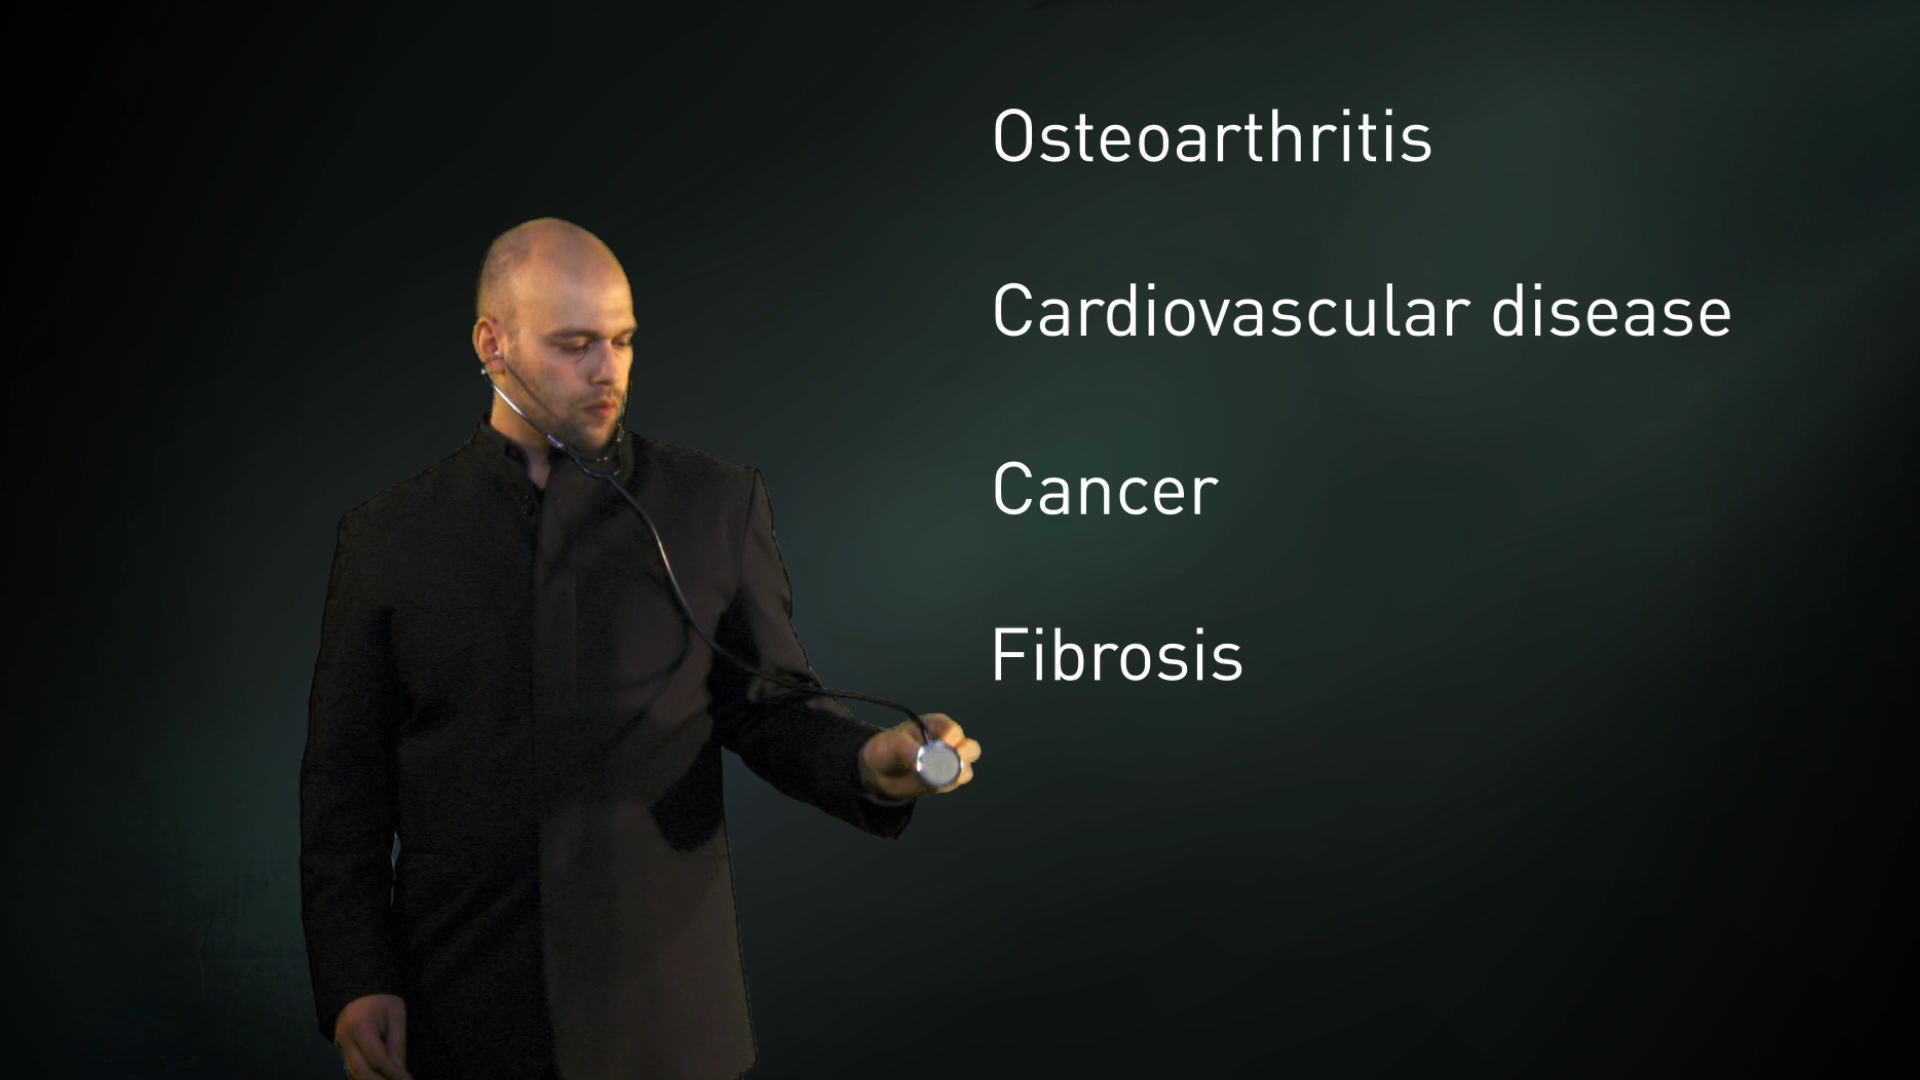 Osteoarthritis
Cardiovascular disease
Cancer
Fibrosis